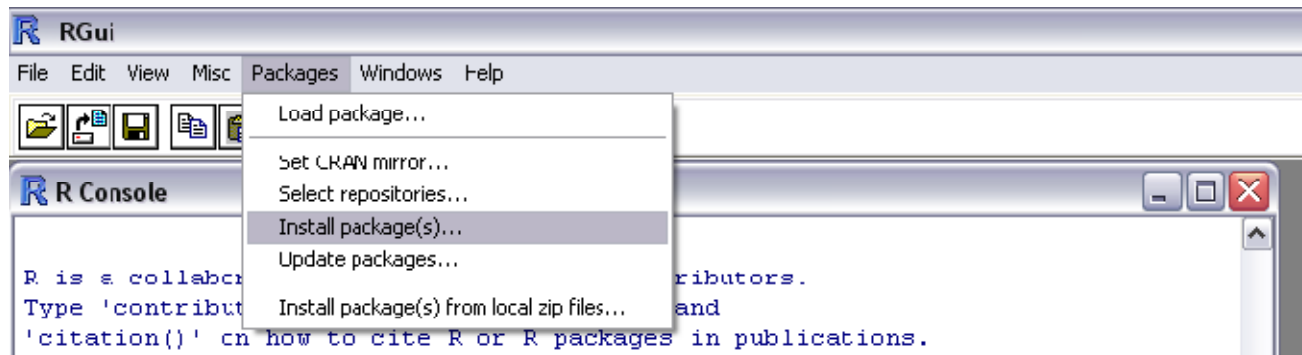 RGui
File Edit View Misc Packages Windows Help
Load package...
Set CRAN mirror...
Select repositories...
Install package(s)...
Update packages...
Install package(s) from local zip files...
R Console
R is a ributors.
Type and
'citation()' on how to cite R or R packages in publications.